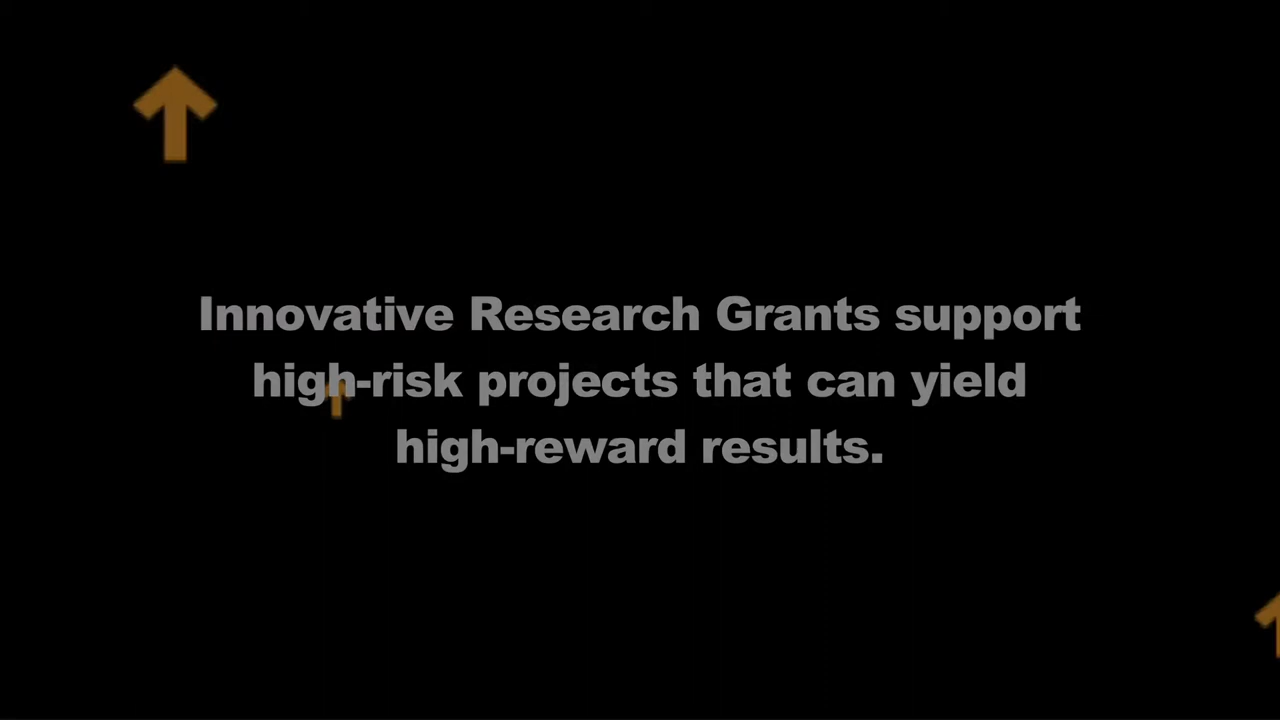 Innovative Research Grants support
high-risk projects that can yield
high-reward results.